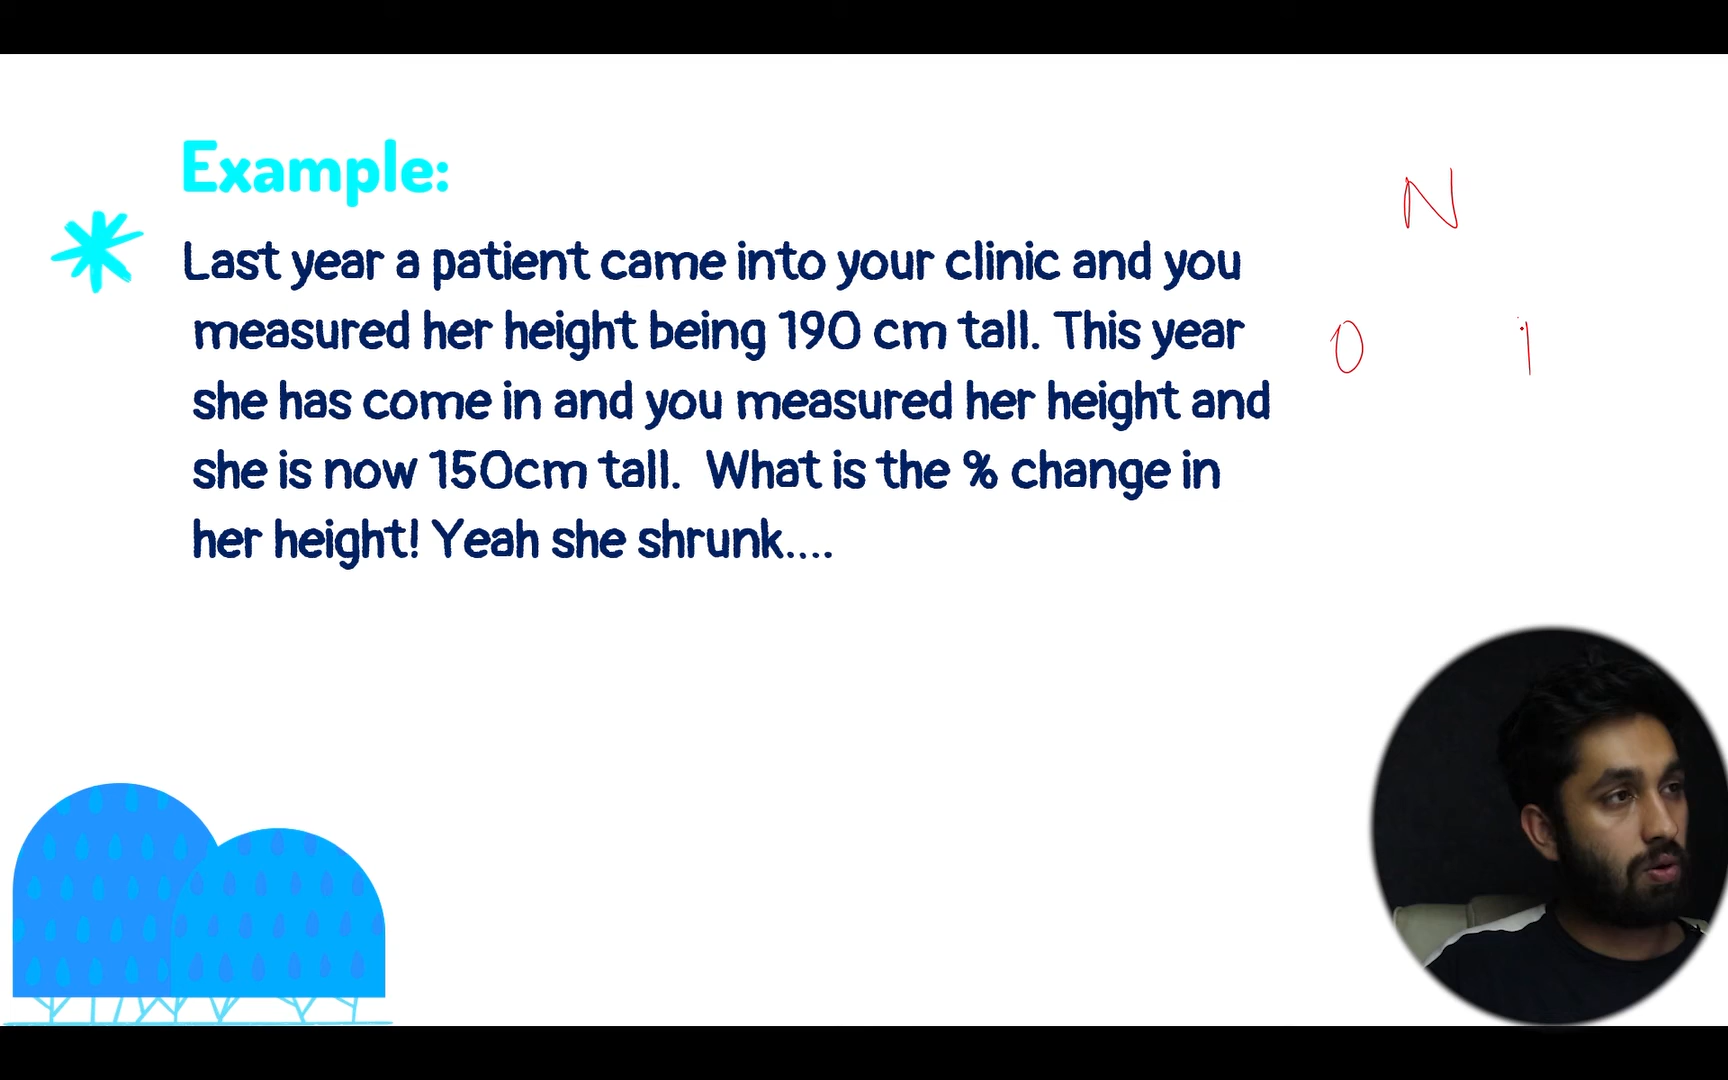 Example:
Last year a patient came into your clinic and you
measured her height being 190 cm tall. This year
she has come in and you measured her height and
she is now 150cm tall. What is the % change in
her height! Yeah she shrunk....
N
0 1